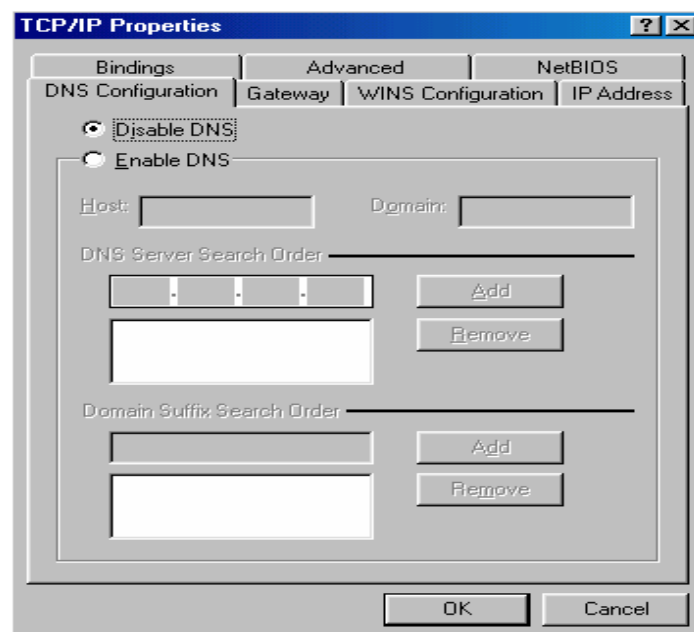 TCP/IP Properties
Bindings Advanced NetBIOS
DNS Configuration Gateway WINS Configuration IP Address
Disable DNS
Enable DNS
Host: Domain:
DNS Server Search Order
Add
Remove
Domain Suffix Search Order
Add
Remove
OK Cancel